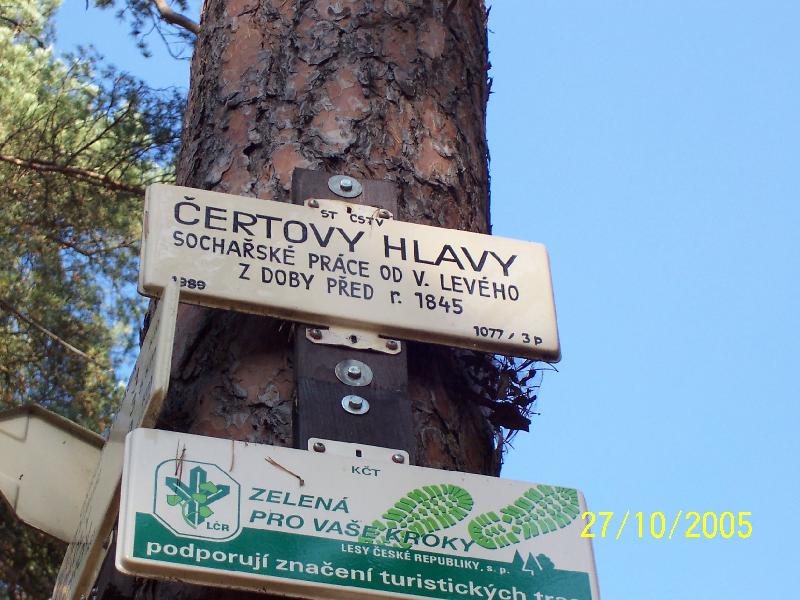 ST ČSTV
ČERTOVY HLAVY
SOCHAŘSKÉ PRÁCE OD V. LEVÉHO
Z DOBY PŘED r. 1845
1989
1077 / 3 P
KČT
LČR
ZELENÁ
PRO VAŠE KROKY
LESY ČESKÉ REPUBLIKY, s. p.
podporují značení turistických
27/10/2005